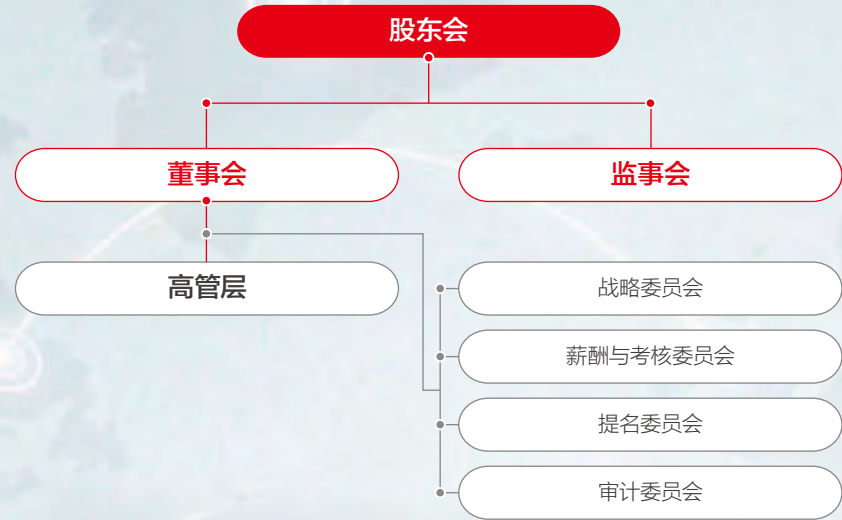 股东会
董事会
监事会
高管层
战略委员会
薪酬与考核委员会
提名委员会
审计委员会